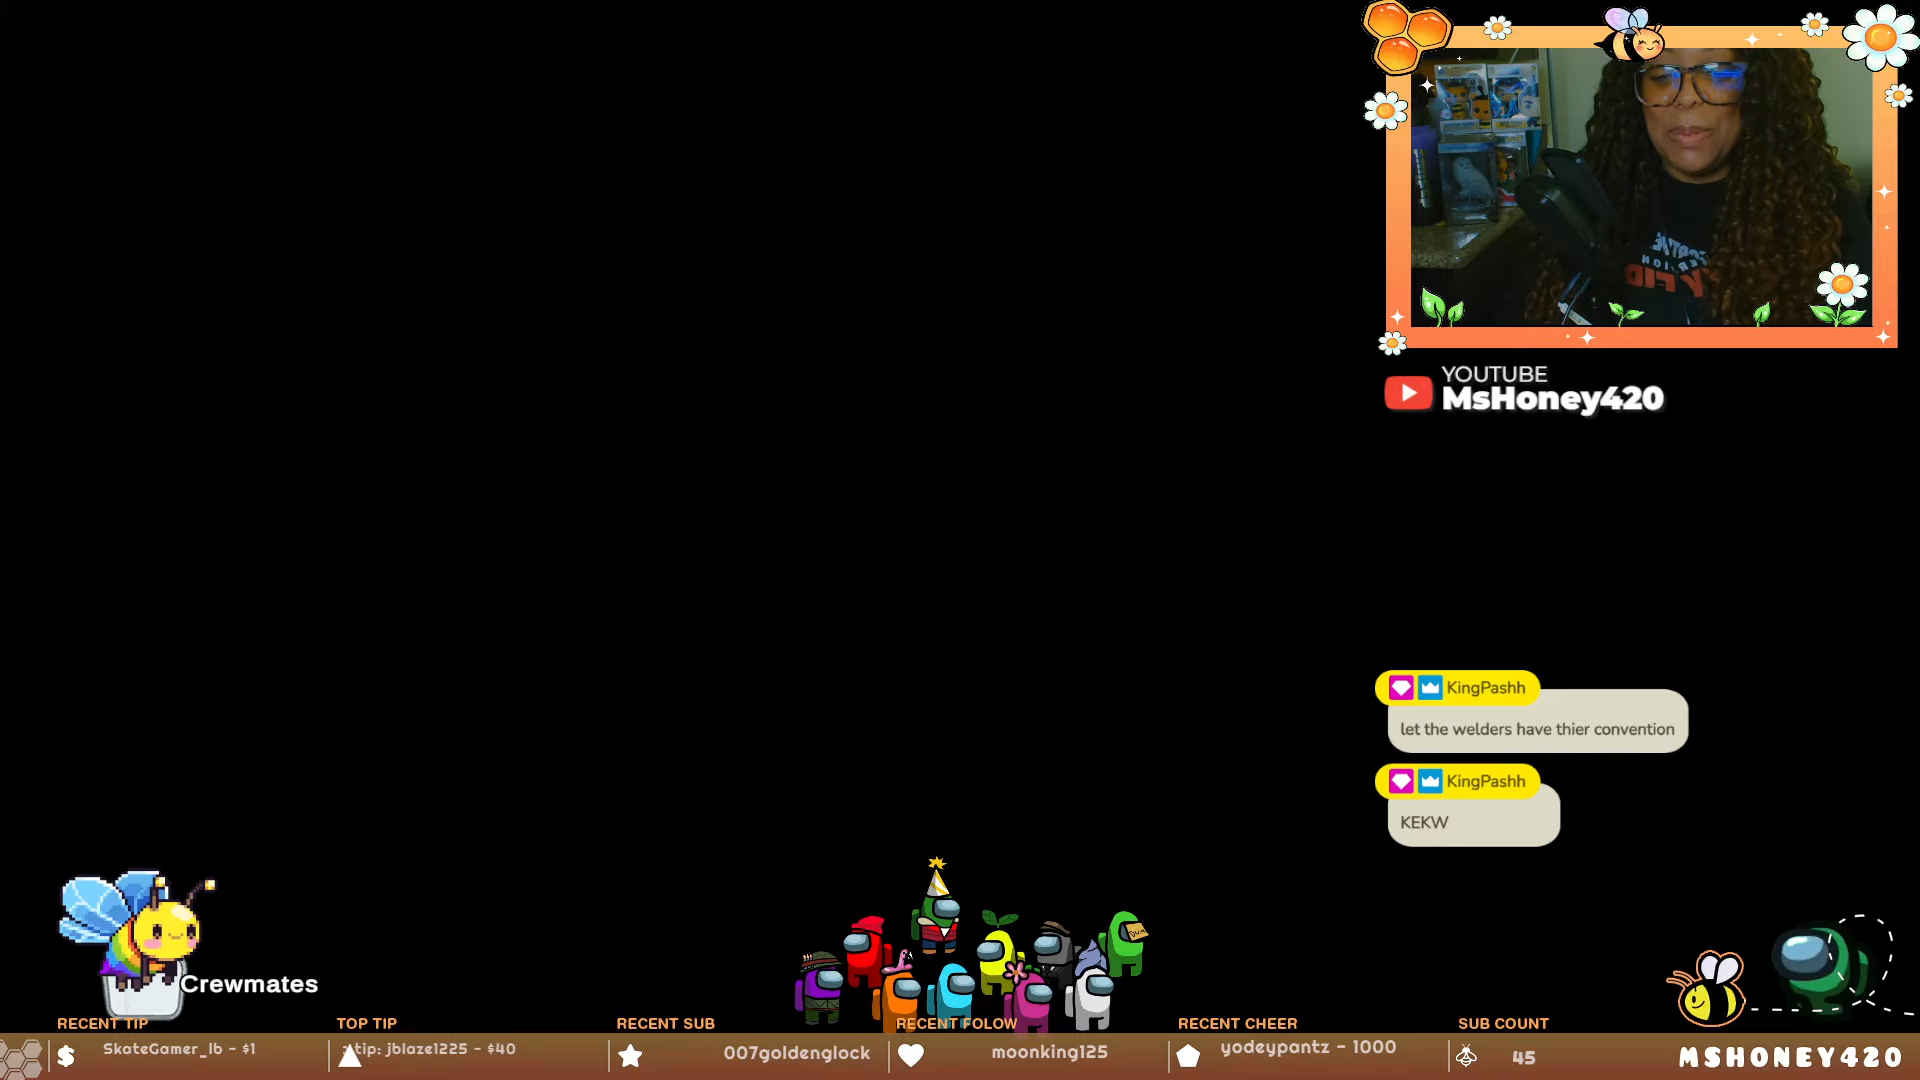 YOUTUBE
MsHoney420
KingPashh
let the welders have thier convention
KingPashh
KEKW
Crewmates
RECENT TIP
SkateGamer_lb - $1
TOP TIP
tip: jblaze1225 - $40
RECENT SUB
007goldenglock
RECENT FOLOW
moonking125
RECENT CHEER
yodeypantz - 1000
SUB COUNT
45
MSHONEY420